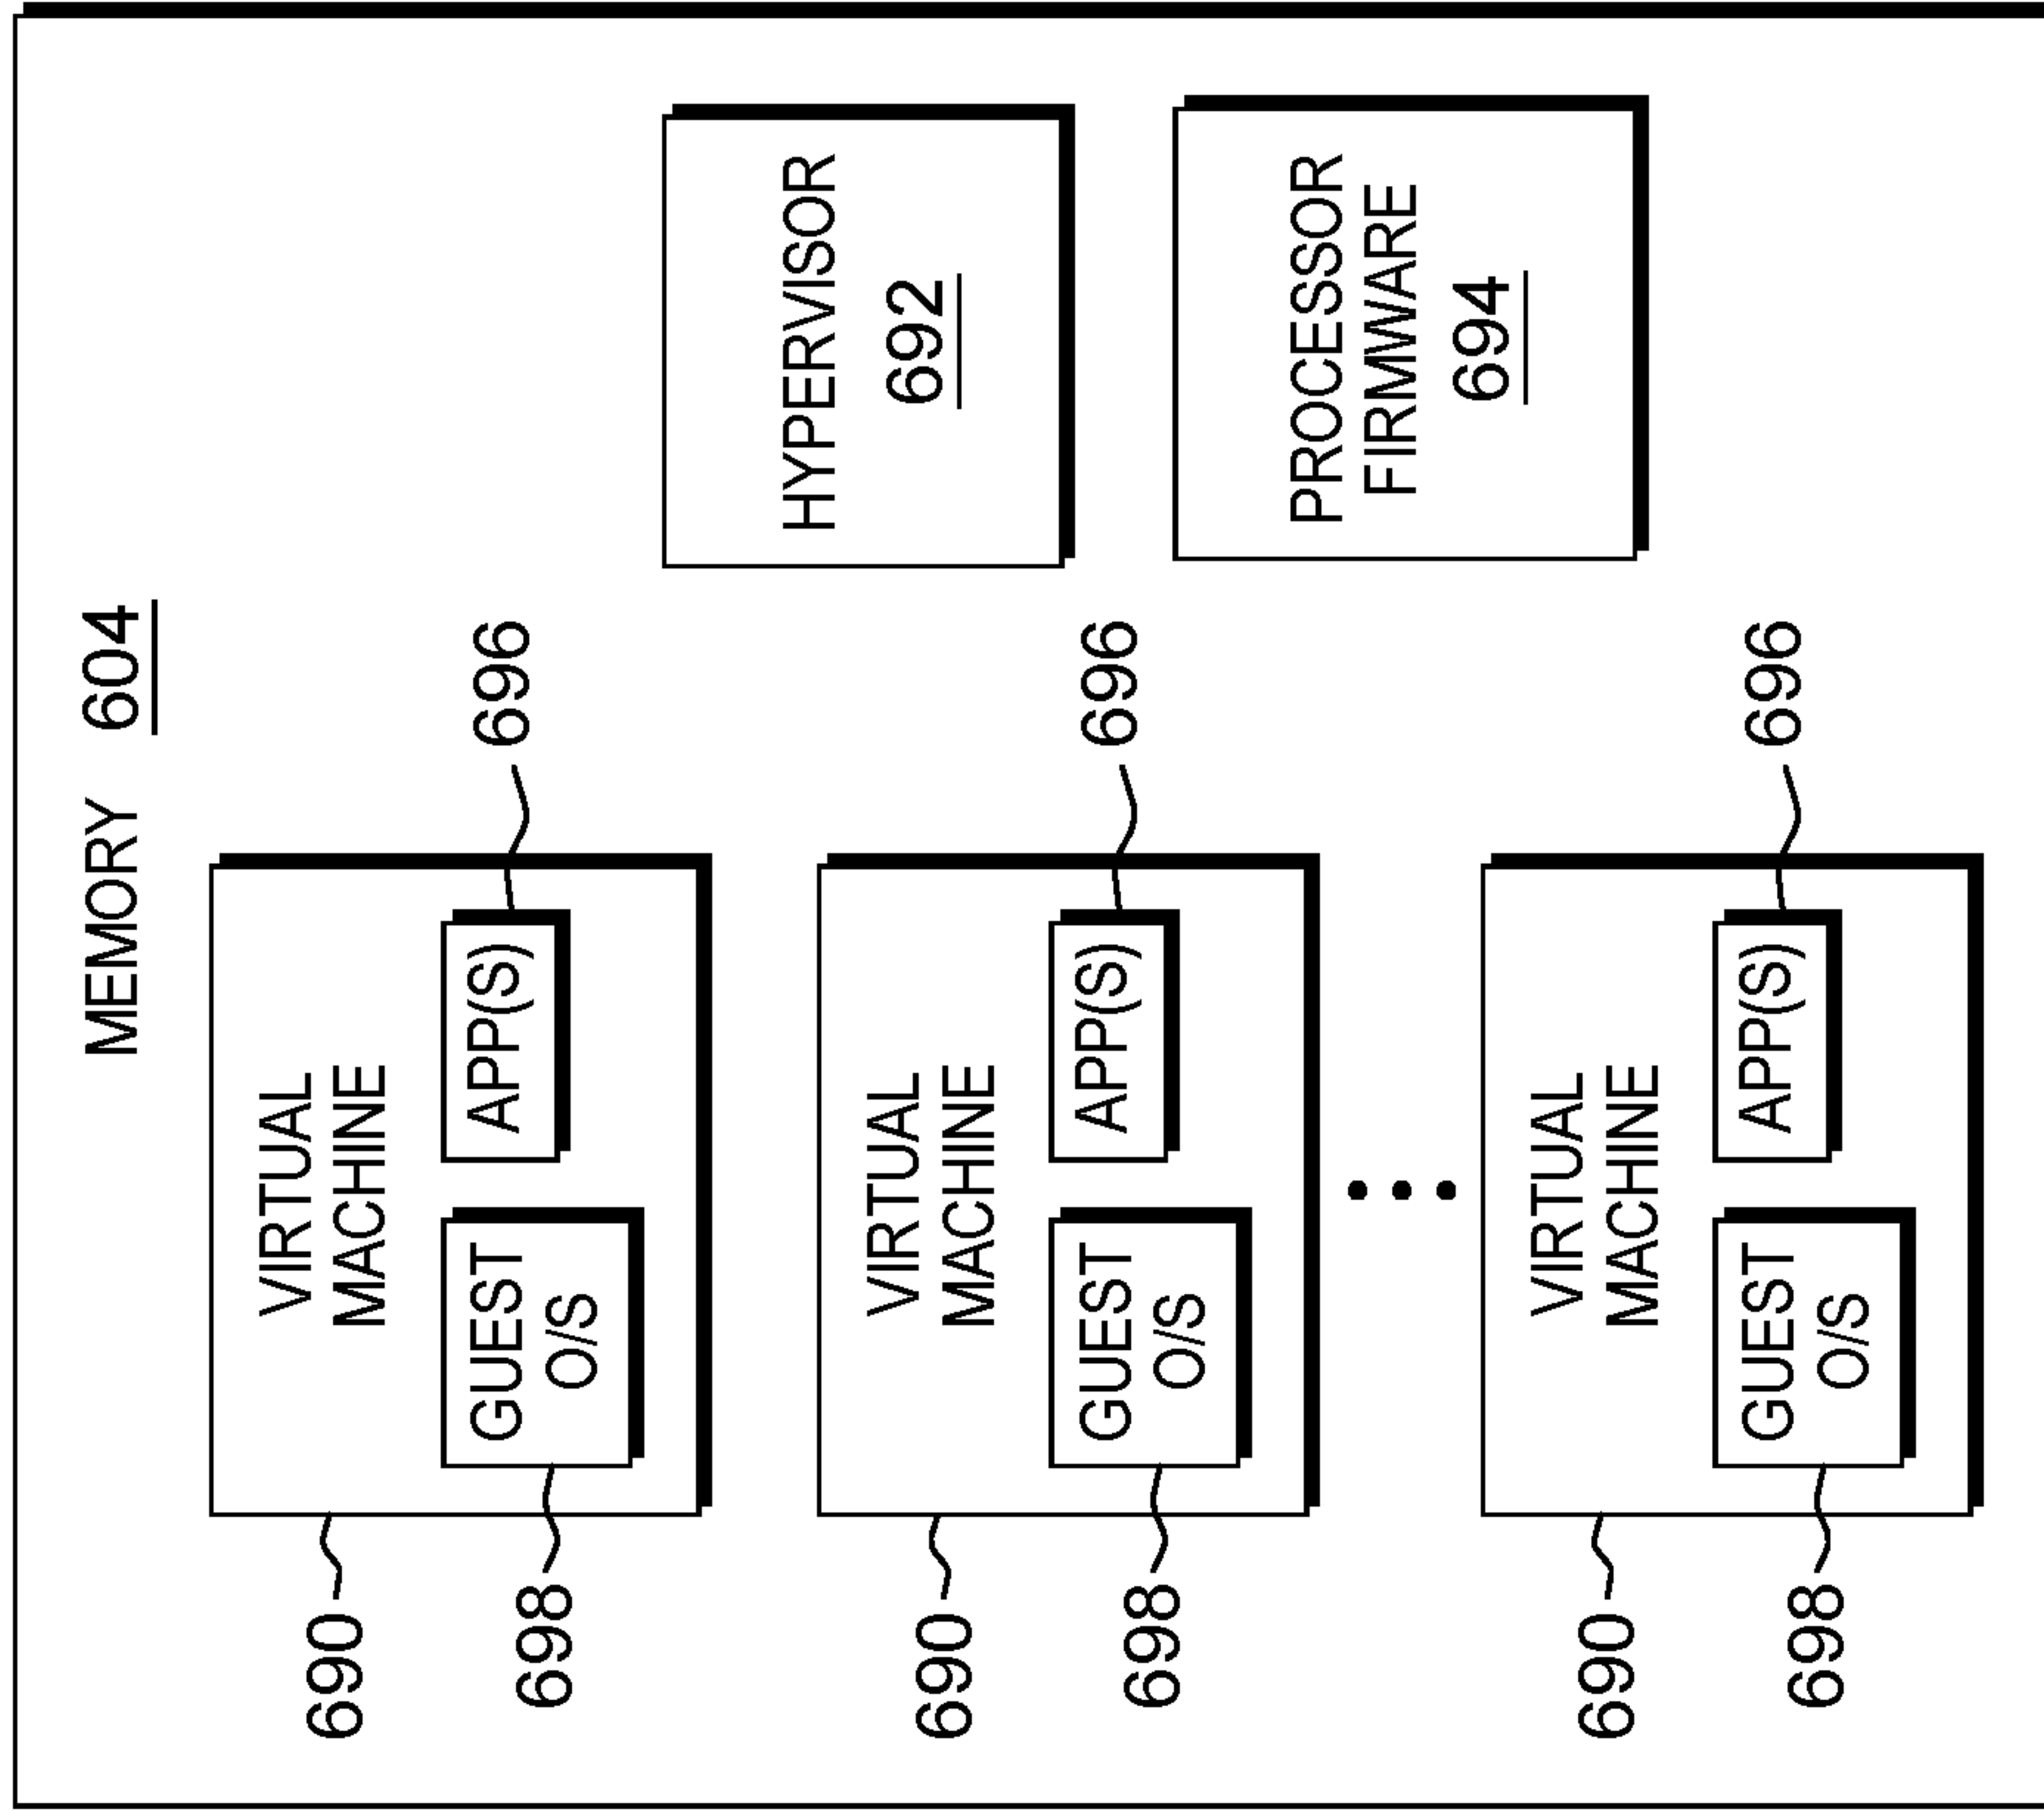 MEMORY 604
VIRTUAL
MACHINE
690
GUEST
O/S
698
APP(S)
696
VIRTUAL
MACHINE
690
GUEST
O/S
698
APP(S)
696
VIRTUAL
MACHINE
690
GUEST
O/S
698
APP(S)
696
HYPERVISOR
692
PROCESSOR
FIRMWARE
694